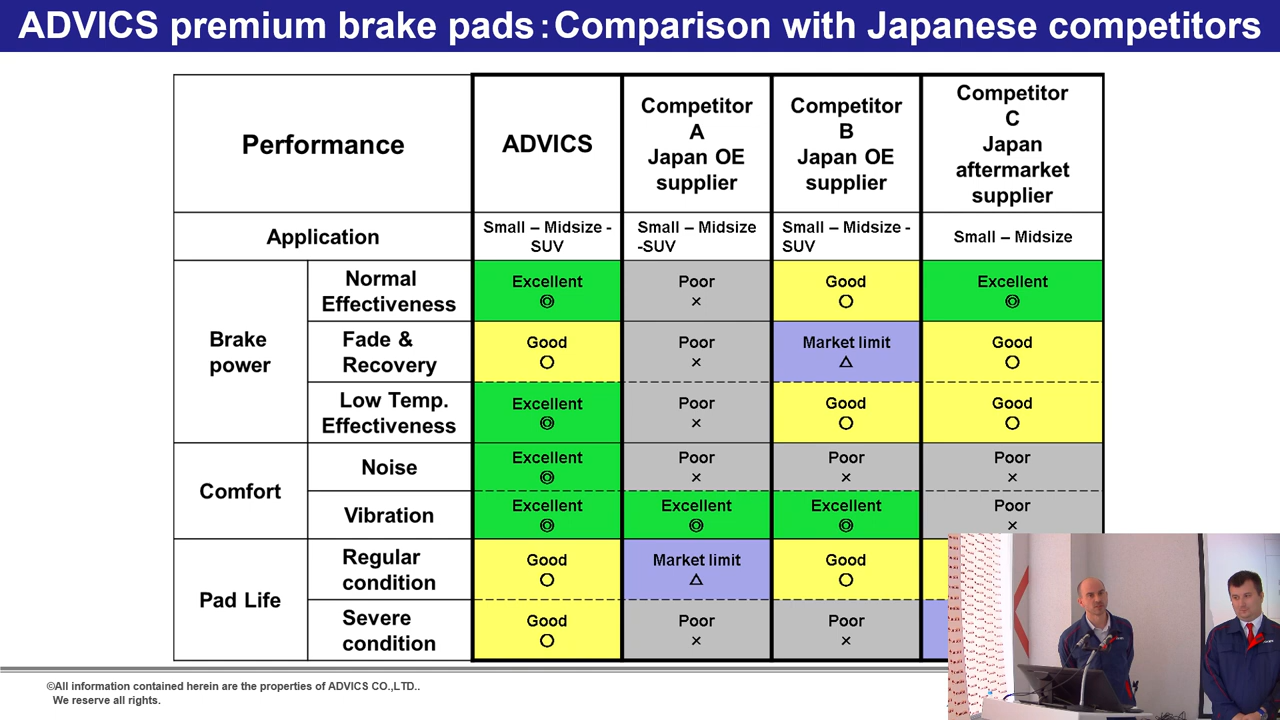 ADVICS premium brake pads：Comparison with Japanese competitors
Performance
ADVICS
Competitor
A
Japan OE
supplier
Competitor
B
Japan OE
supplier
Competitor
C
Japan
aftermarket
supplier
Application
Small – Midsize -
SUV
Small – Midsize
-SUV
Small – Midsize -
SUV
Small – Midsize
Brake
power
Normal
Effectiveness
Excellent
◎
Poor
×
Good
○
Excellent
◎
Fade &
Recovery
Good
○
Poor
×
Market limit
△
Good
○
Low Temp.
Effectiveness
Excellent
◎
Poor
×
Good
○
Good
○
Comfort
Noise
Excellent
◎
Poor
×
Poor
×
Poor
×
Vibration
Excellent
◎
Excellent
◎
Excellent
◎
Poor
×
Pad Life
Regular
condition
Good
○
Market limit
△
Good
○
Severe
condition
Good
○
Poor
×
Poor
×
©All information contained herein are the properties of ADVICS CO.,LTD..
We reserve all rights.